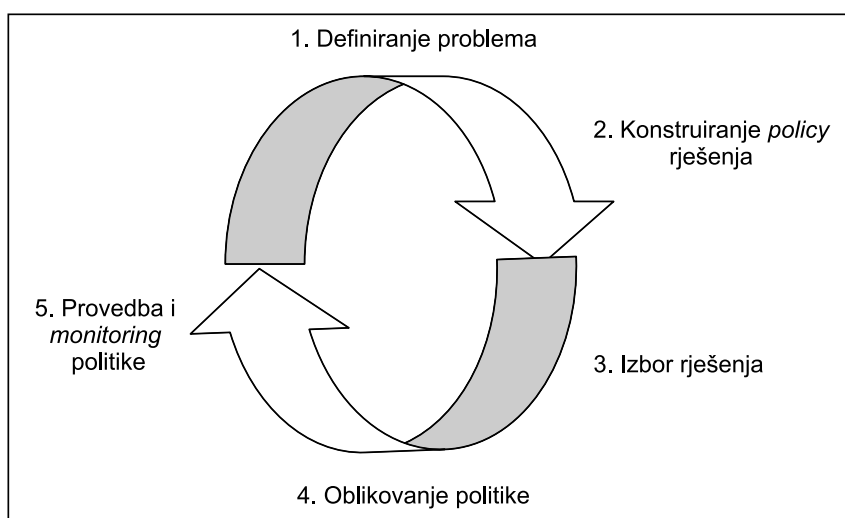 1. Definiranje problema
2. Konstruiranje policy
rješenja
3. Izbor rješenja
4. Oblikovanje politike
5. Provedba i
monitoring
politike